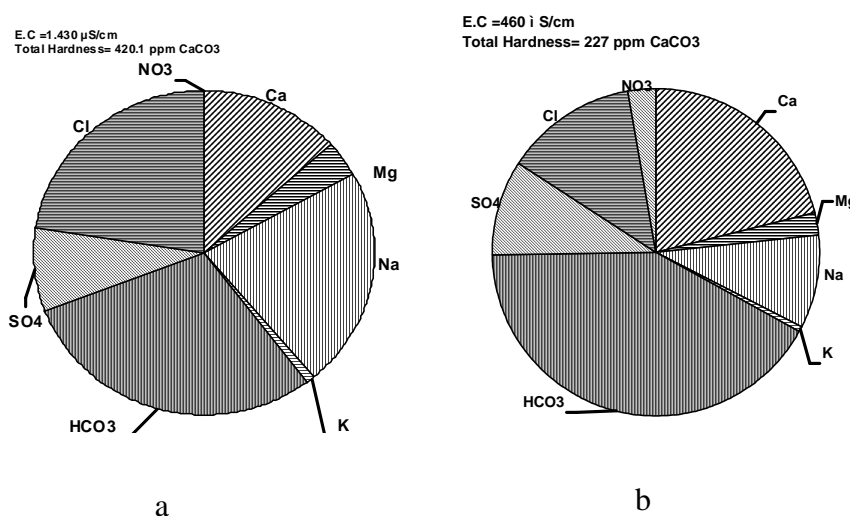 E.C =1.430 µS/cm
Total Hardness= 420.1 ppm CaCO3
NO3
Ca
Cl
Mg
Na
SO4
HCO3
K
a
E.C =460 ì S/cm
Total Hardness= 227 ppm CaCO3
NO3
Ca
Cl
SO4
Mg
Na
K
HCO3
b